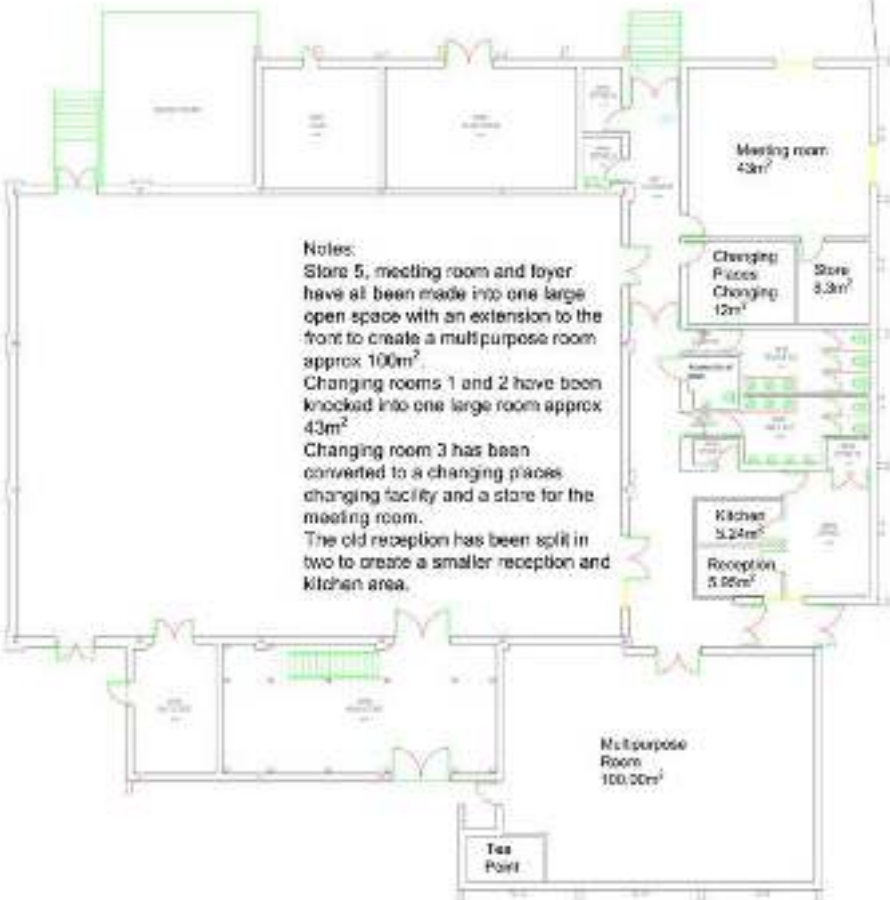 Meeting room
43m²
Changing
Places
Changing
12m²
Store
8.3m²
Notes:
Store 5, meeting room and foyer
have all been made into one large
open space with an extension to the
front to create a multipurpose room
approx 100m².
Changing rooms 1 and 2 have been
knocked into one large room approx
43m²
Changing room 3 has been
converted to a changing places
changing facility and a store for the
meeting room.
The old reception has been split in
two to create a smaller reception and
kitchen area.
Kitchen
5.24m²
Reception
5.95m²
Multipurpose
Room
100.00m²
Tea
Point